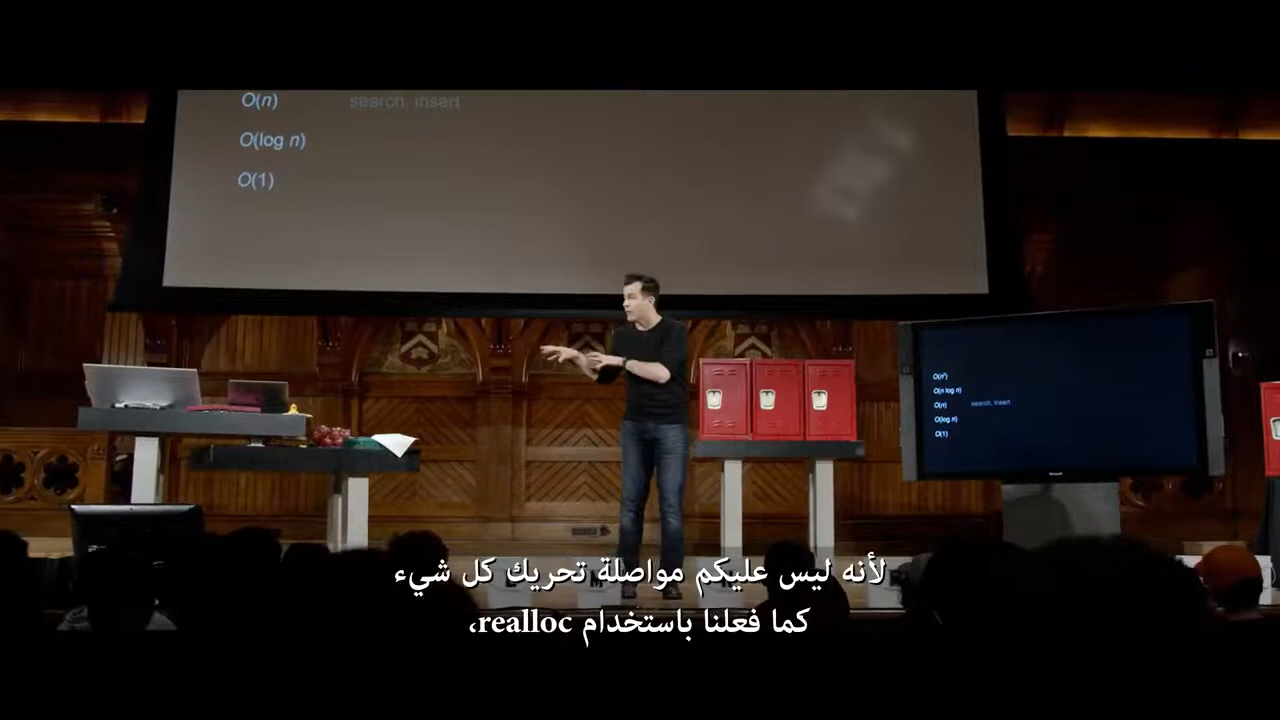 O(n) search, insert
O(log n)
O(1)
O(n²)
O(n log n)
O(n) search, insert
O(log n)
O(1)
لأنه ليس عليكم مواصلة تحريك كل شيء
كما فعلنا باستخدام realloc،